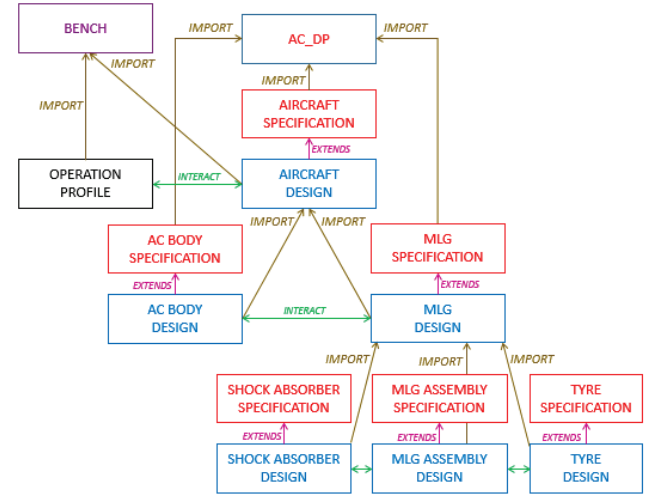 BENCH
IMPORT
AC_DP
IMPORT
IMPORT
IMPORT
IMPORT
AIRCRAFT
SPECIFICATION
EXTENDS
OPERATION
PROFILE
INTERACT
AIRCRAFT
DESIGN
IMPORT
IMPORT
AC BODY
SPECIFICATION
MLG
SPECIFICATION
EXTENDS
EXTENDS
AC BODY
DESIGN
INTERACT
MLG
DESIGN
IMPORT
IMPORT
IMPORT
SHOCK ABSORBER
SPECIFICATION
MLG ASSEMBLY
SPECIFICATION
TYRE
SPECIFICATION
EXTENDS
EXTENDS
EXTENDS
SHOCK ABSORBER
DESIGN
MLG ASSEMBLY
DESIGN
TYRE
DESIGN